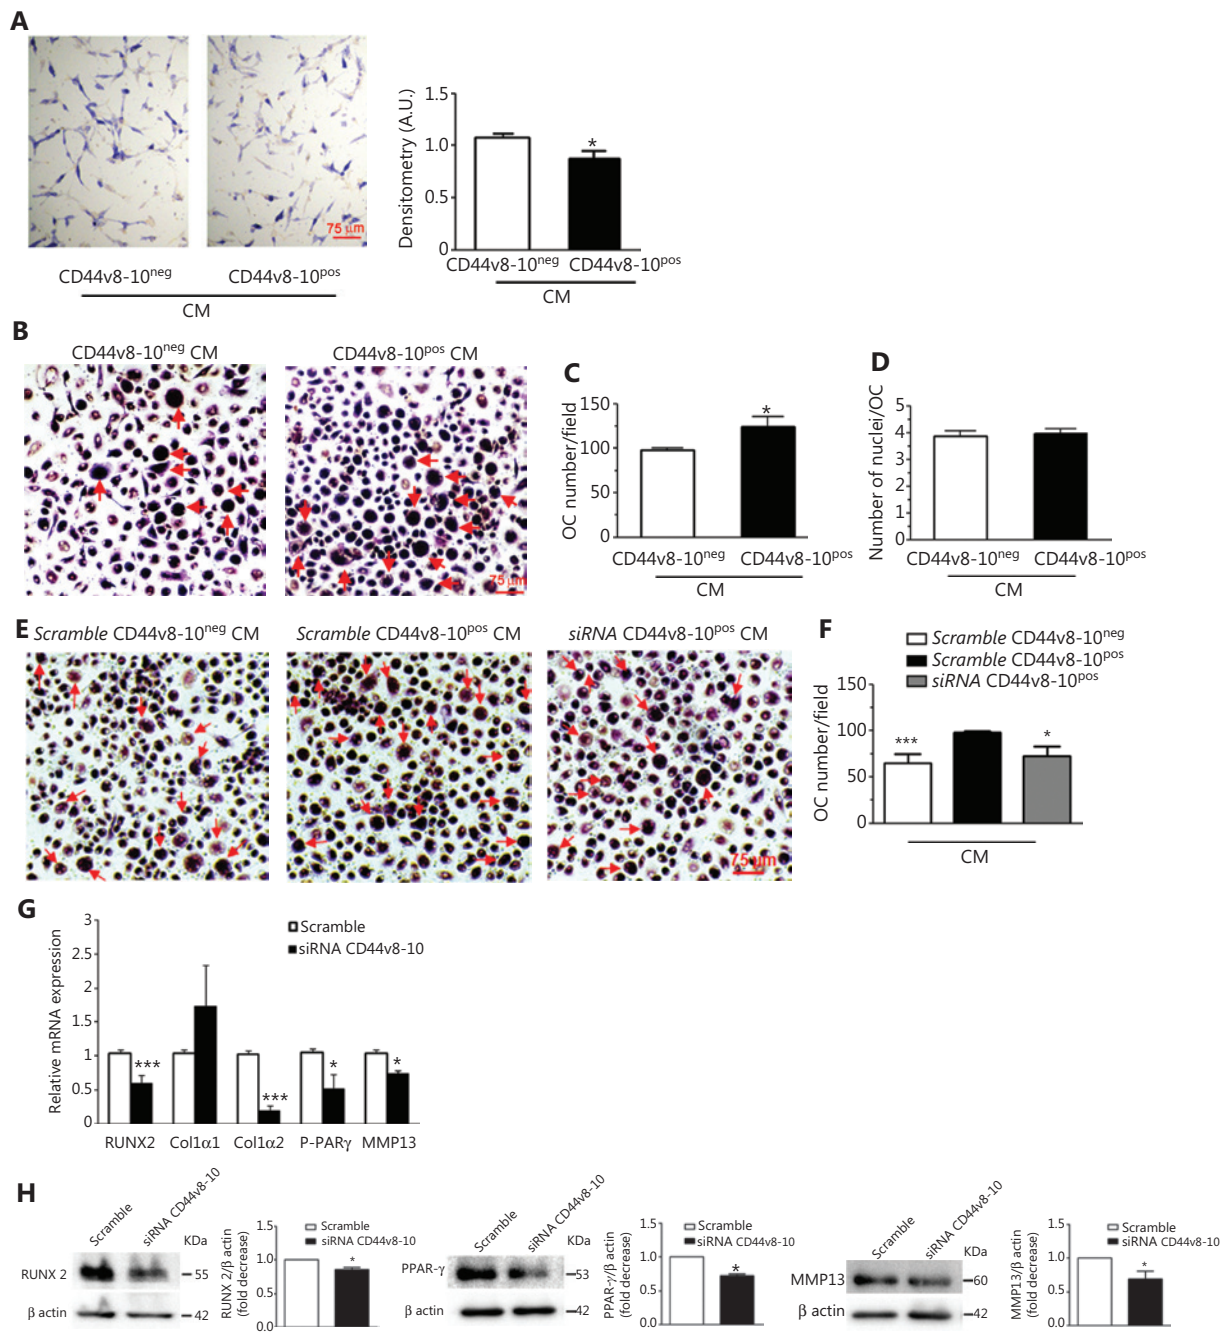 A
75 µm
CD44v8-10neg CD44v8-10pos
CM
Densitometry (A.U.)
1.5
1.0
0.5
0
*
CD44v8-10neg CD44v8-10pos
CM
B
CD44v8-10neg CM CD44v8-10pos CM
75 µm
C
OC number/field
150
100
50
0
*
CD44v8-10neg CD44v8-10pos
CM
D
Number of nuclei/OC
5
4
3
2
1
0
CD44v8-10neg CD44v8-10pos
CM
E
Scramble CD44v8-10neg CM Scramble CD44v8-10pos CM siRNA CD44v8-10pos CM
75 µm
F
Scramble CD44v8-10neg
Scramble CD44v8-10pos
siRNA CD44v8-10pos
OC number/field
150
100
50
0
*** *
CM
G
Relative mRNA expression
3
2.5
2
1.5
1
0.5
0
Scramble
siRNA CD44v8-10
*** *** * *
RUNX2 Col1α1 Col1α2 P-PARγ MMP13
H
Scramble siRNA CD44v8-10
KDa
RUNX 2 55
β actin 42
RUNX 2/β actin
(fold decrease)
1.5
1.0
0.5
0.0
Scramble
siRNA CD44v8-10
*
Scramble siRNA CD44v8-10
KDa
PPAR-γ 53
β actin 42
PPAR-γ/β actin
(fold decrease)
1.5
1.0
0.5
0.0
Scramble
siRNA CD44v8-10
*
Scramble siRNA CD44v8-10
KDa
MMP13 60
β actin 42
MMP13/β actin
(fold decrease)
1.5
1.0
0.5
0.0
Scramble
siRNA CD44v8-10
*